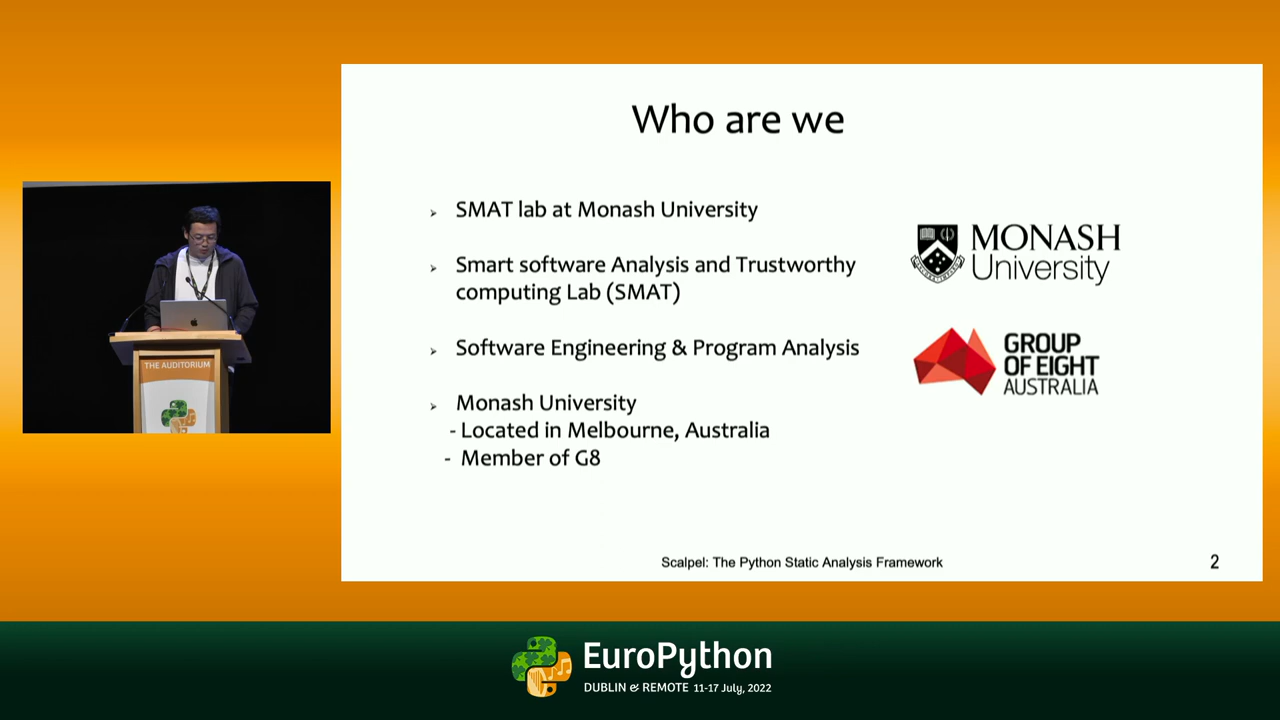 Who are we
SMAT lab at Monash University
Smart software Analysis and Trustworthy
computing Lab (SMAT)
Software Engineering & Program Analysis
Monash University
- Located in Melbourne, Australia
- Member of G8
MONASH
University
GROUP
OF EIGHT
AUSTRALIA
Scalpel: The Python Static Analysis Framework
2
THE AUDITORIUM
EuroPython
DUBLIN & REMOTE 11-17 July, 2022